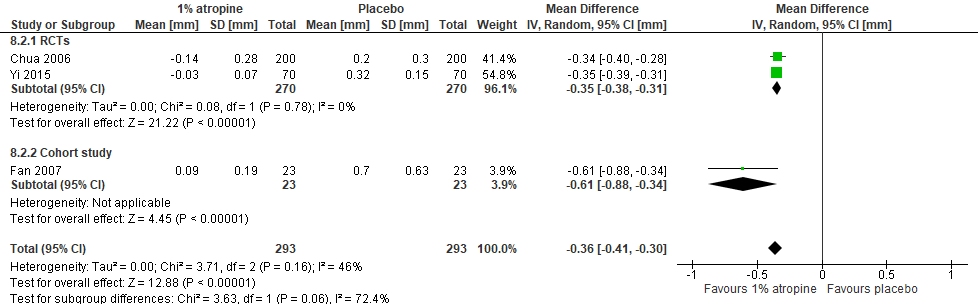 1% atropine Placebo Mean Difference Mean Difference
Study or Subgroup Mean [mm] SD [mm] Total Mean [mm] SD [mm] Total Weight IV, Random, 95% CI [mm] IV, Random, 95% CI [mm]
8.2.1 RCTs
Chua 2006 -0.14 0.28 200 0.2 0.3 200 41.4% -0.34 [-0.40, -0.28]
Yi 2015 -0.03 0.07 70 0.32 0.15 70 54.8% -0.35 [-0.39, -0.31]
Subtotal (95% CI) 270 270 96.1% -0.35 [-0.38, -0.31]
Heterogeneity: Tau² = 0.00; Chi² = 0.08, df = 1 (P = 0.78); I² = 0%
Test for overall effect: Z = 21.22 (P < 0.00001)
8.2.2 Cohort study
Fan 2007 0.09 0.19 23 0.7 0.63 23 3.9% -0.61 [-0.88, -0.34]
Subtotal (95% CI) 23 23 3.9% -0.61 [-0.88, -0.34]
Heterogeneity: Not applicable
Test for overall effect: Z = 4.45 (P < 0.00001)
Total (95% CI) 293 293 100.0% -0.36 [-0.41, -0.30]
Heterogeneity: Tau² = 0.00; Chi² = 3.71, df = 2 (P = 0.16); I² = 46%
-1 -0.5 0 0.5 1
Test for overall effect: Z = 12.88 (P < 0.00001)
Favours 1% atropine Favours placebo
Test for subgroup differences: Chi² = 3.63, df = 1 (P = 0.06), I² = 72.4%